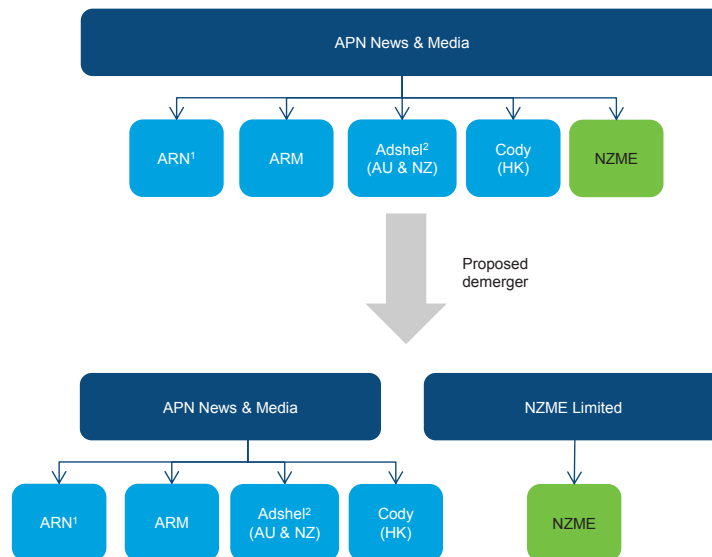 APN News & Media
ARN¹
ARM
Adshel²
(AU & NZ)
Cody
(HK)
NZME
Proposed
demerger
APN News & Media
NZME Limited
ARN¹
ARM
Adshel²
(AU & NZ)
Cody
(HK)
NZME